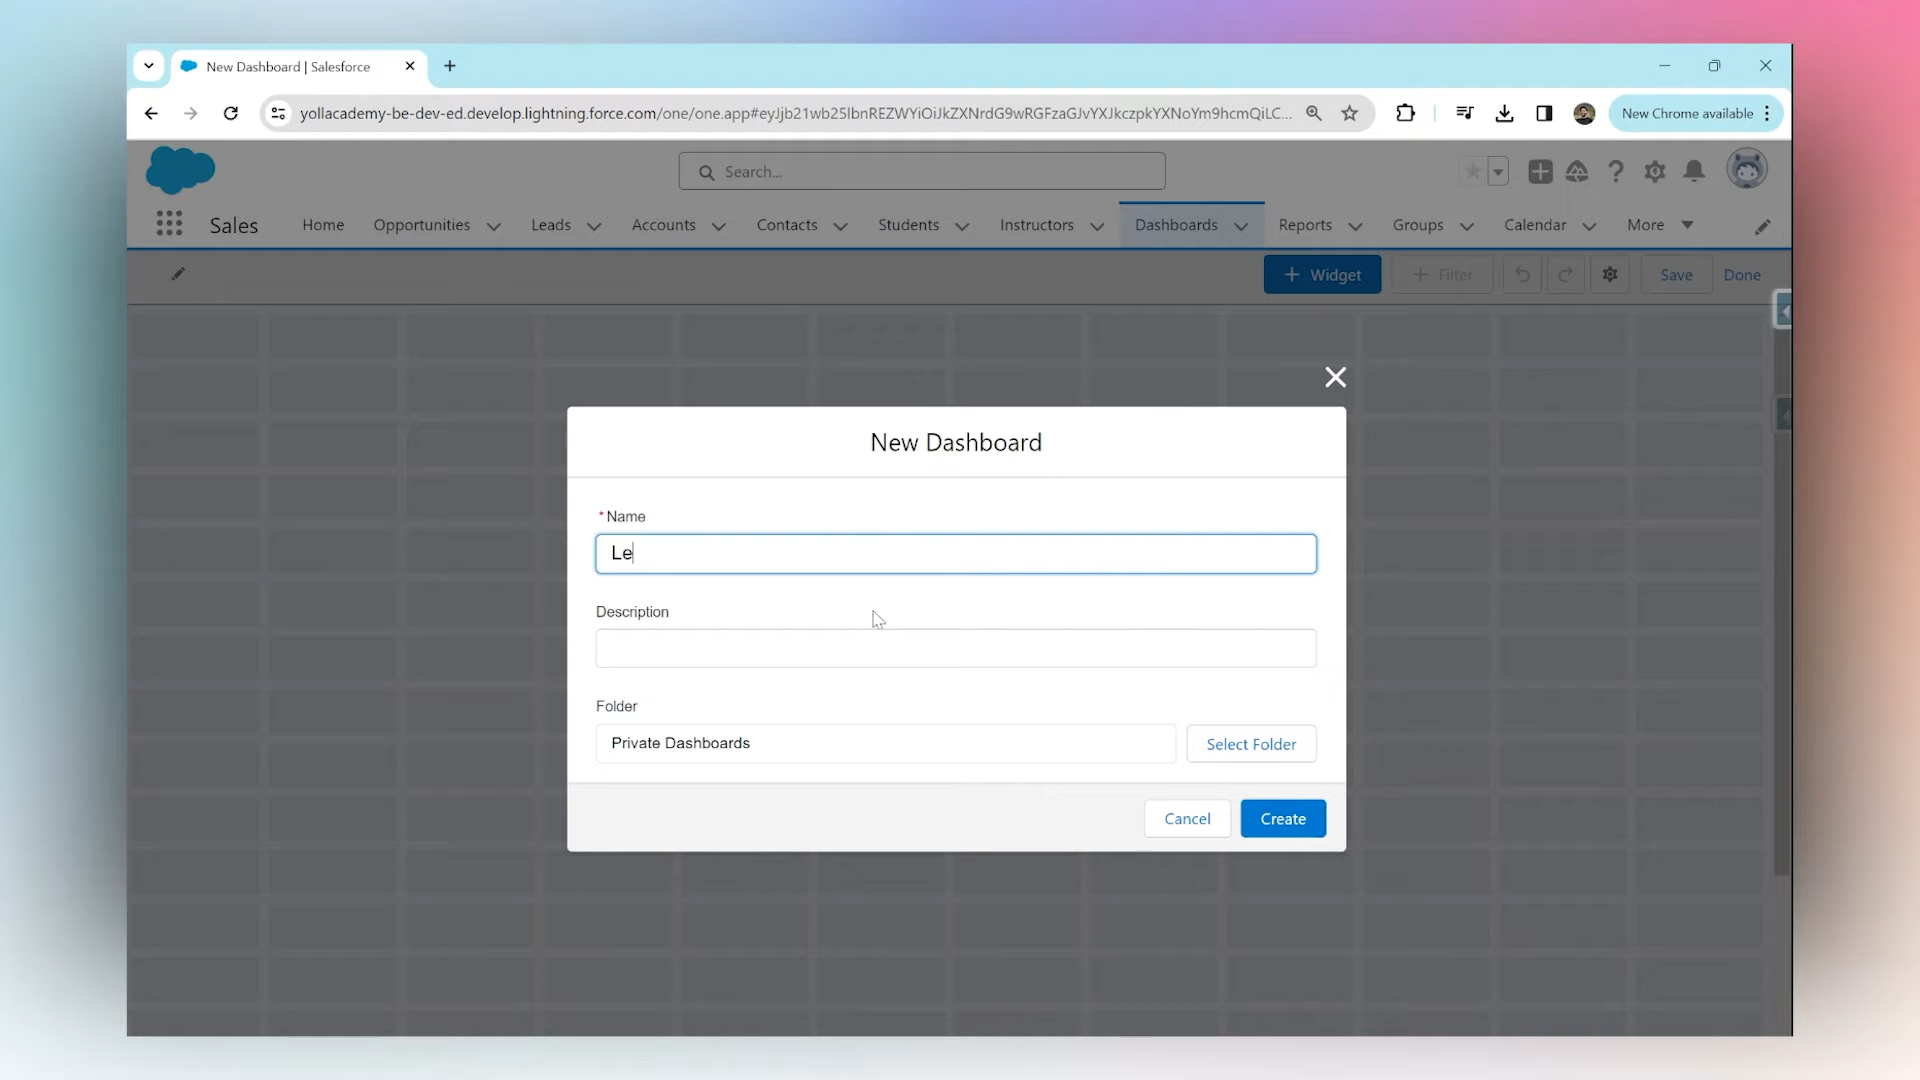 New Dashboard | Salesforce
yollacademy-be-dev-ed.develop.lightning.force.com/one/one.app#eyJjb21wb25lbnREZWYiOiJkZXNrdG9wRGFzaGJvYXJkczpkYXNoYm9hcmQiLC...
New Chrome available
Search...
Sales Home Opportunities Leads Accounts Contacts Students Instructors Dashboards Reports Groups Calendar More
+ Widget + Filter Save Done
New Dashboard
* Name
Le
Description
Folder
Private Dashboards Select Folder
Cancel Create